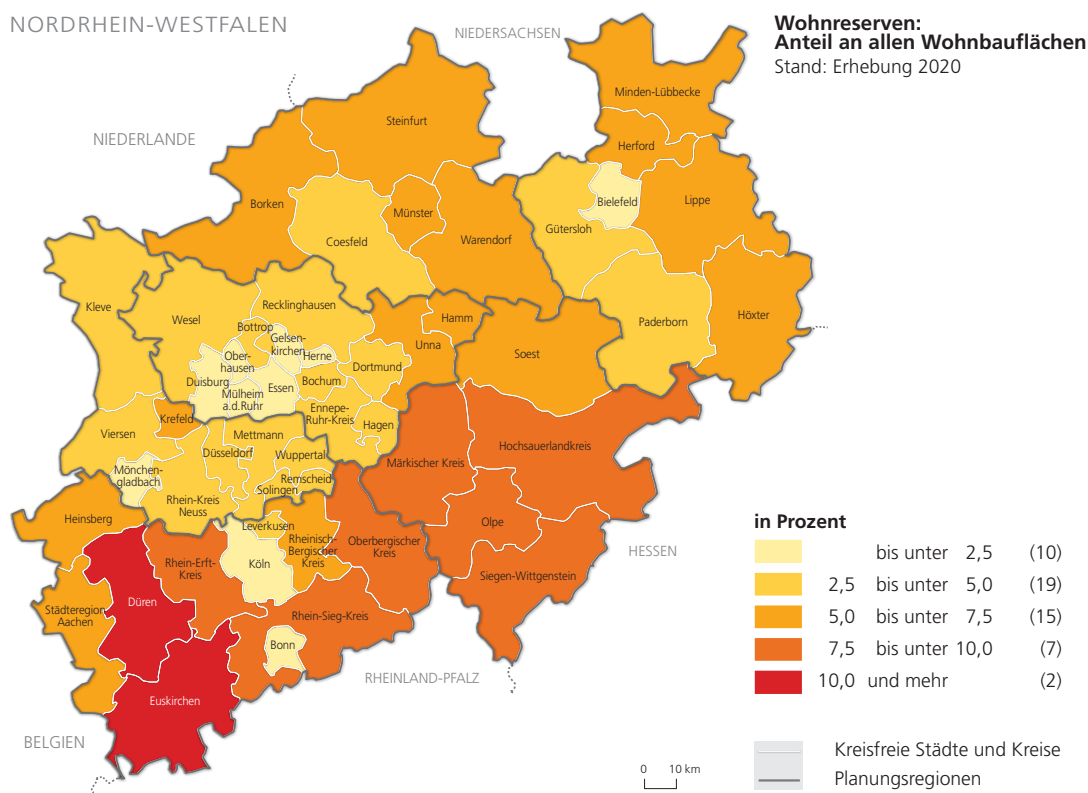 NORDRHEIN-WESTFALEN
Wohnreserven:
Anteil an allen Wohnbauflächen
Stand: Erhebung 2020
NIEDERSACHSEN
NIEDERLANDE
Minden-Lübbecke
Steinfurt
Herford
Borken
Münster
Bielefeld
Lippe
Coesfeld
Warendorf
Gütersloh
Kleve
Wesel
Recklinghausen
Bottrop
Gelsen-
kirchen
Herne
Ober-
hausen
Hamm
Unna
Soest
Paderborn
Höxter
Duisburg
Mülheim
a.d.Ruhr
Essen
Bochum
Dortmund
Ennepe-
Ruhr-Kreis
Hagen
Krefeld
Viersen
Mettmann
Düsseldorf
Wuppertal
Märkischer Kreis
Hochsauerlandkreis
Mönchen-
gladbach
Remscheid
Solingen
Rhein-Kreis
Neuss
Heinsberg
Leverkusen
Rheinisch-
Bergischer
Kreis
Oberbergischer
Kreis
Olpe
HESSEN
Rhein-Erft-
Kreis
Köln
Siegen-Wittgenstein
Düren
Städteregion
Aachen
Rhein-Sieg-Kreis
Bonn
RHEINLAND-PFALZ
Euskirchen
BELGIEN
in Prozent
bis unter 2,5 (10)
2,5 bis unter 5,0 (19)
5,0 bis unter 7,5 (15)
7,5 bis unter 10,0 (7)
10,0 und mehr (2)
Kreisfreie Städte und Kreise
Planungsregionen
0 10 km